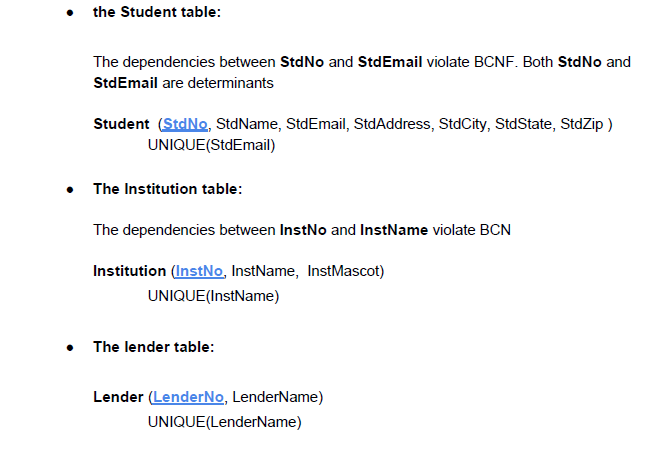 ● the Student table:
The dependencies between StdNo and StdEmail violate BCNF. Both StdNo and
StdEmail are determinants
Student (StdNo, StdName, StdEmail, StdAddress, StdCity, StdState, StdZip )
UNIQUE(StdEmail)
● The Institution table:
The dependencies between InstNo and InstName violate BCN
Institution (InstNo, InstName, InstMascot)
UNIQUE(InstName)
● The lender table:
Lender (LenderNo, LenderName)
UNIQUE(LenderName)